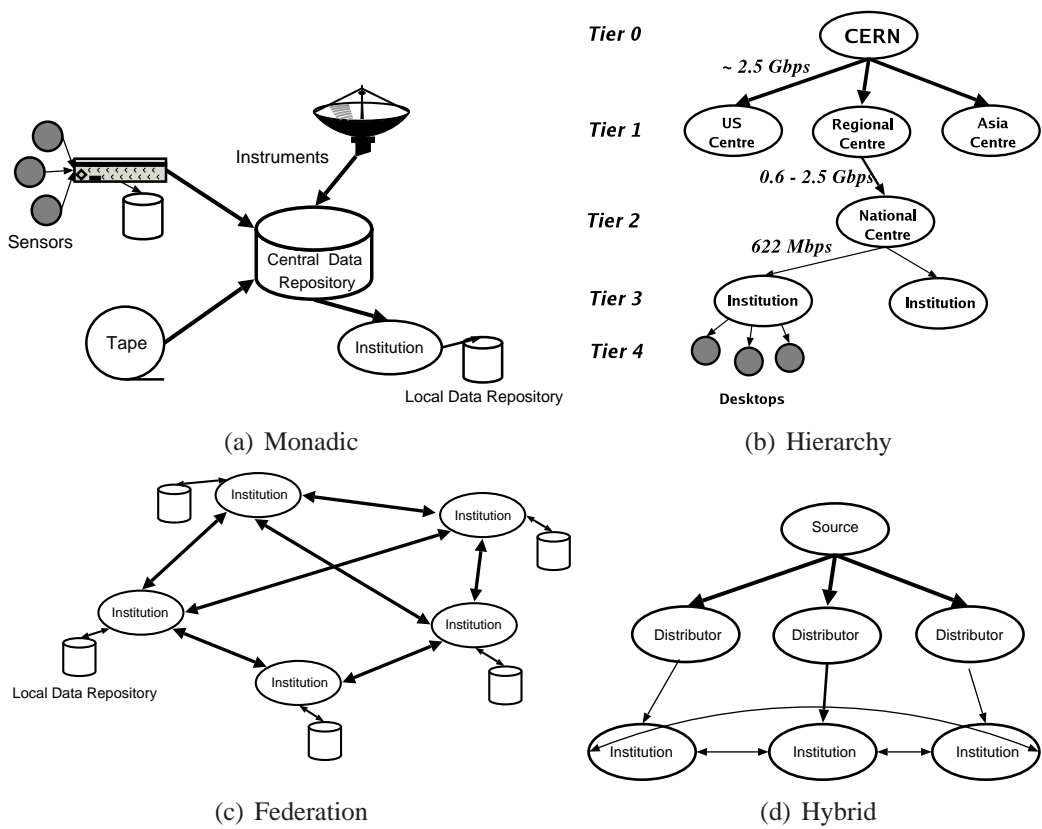 Instruments
Sensors
Central Data
Repository
Tape
Institution
Local Data Repository
(a) Monadic
Tier 0
CERN
~ 2.5 Gbps
Tier 1
US
Centre
Regional
Centre
Asia
Centre
0.6 - 2.5 Gbps
Tier 2
National
Centre
622 Mbps
Tier 3
Institution
Institution
Tier 4
Desktops
(b) Hierarchy
Institution
Institution
Institution
Institution
Institution
Local Data Repository
(c) Federation
Source
Distributor
Distributor
Distributor
Institution
Institution
Institution
(d) Hybrid